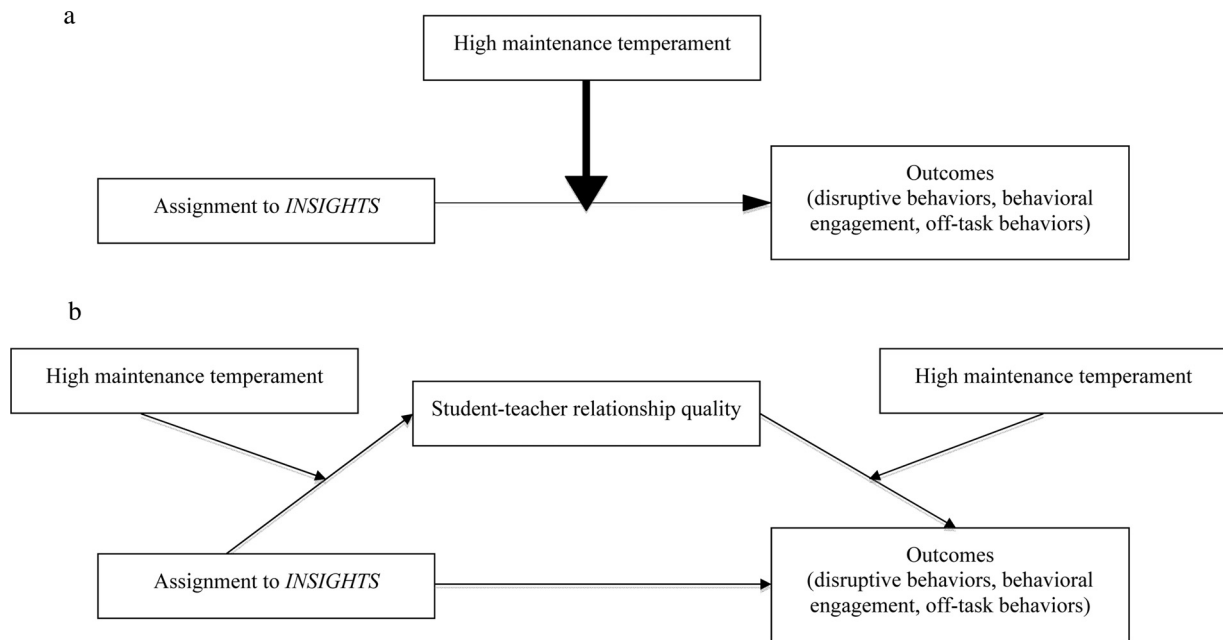 a
High maintenance temperament
Assignment to INSIGHTS
Outcomes
(disruptive behaviors, behavioral
engagement, off-task behaviors)
b
High maintenance temperament
High maintenance temperament
Student-teacher relationship quality
Assignment to INSIGHTS
Outcomes
(disruptive behaviors, behavioral
engagement, off-task behaviors)